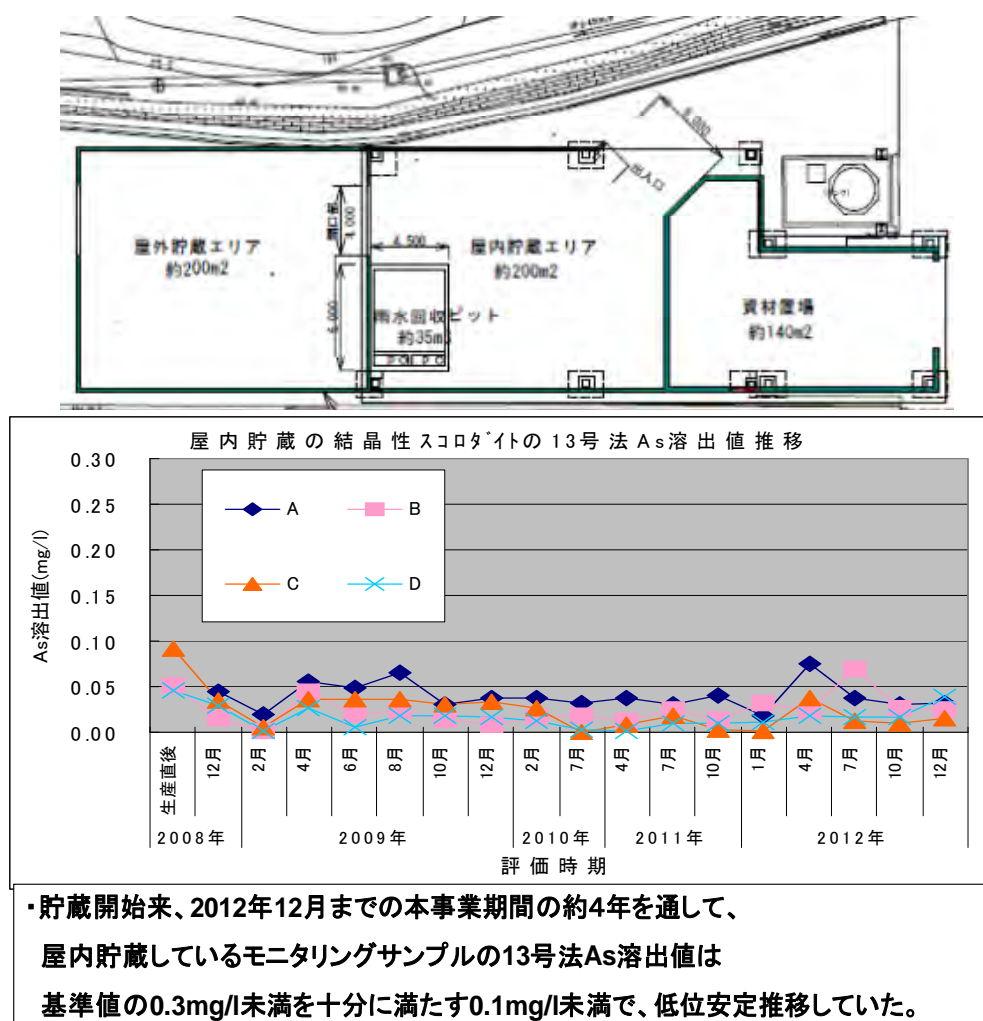 8,000
出入口
屋外貯蔵エリア
約200m2
開口部
4,000
4,500
屋内貯蔵エリア
約200m2
6,000
雨水回収ピット
約35m
資材置場
約140m2
屋内貯蔵の結晶性スコロダイトの13号法As溶出値推移
As溶出値(mg/l)
0.30
0.25
0.20
0.15
0.10
0.05
0.00
A
B
C
D
生産直後 12月 2月 4月 6月 8月 10月 12月 2月 7月 4月 7月 10月 1月 4月 7月 10月 12月
2008年 2009年 2010年 2011年 2012年
評価時期
・貯蔵開始来、2012年12月までの本事業期間の約4年を通して、
屋内貯蔵しているモニタリングサンプルの13号法As溶出値は
基準値の0.3mg/l未満を十分に満たす0.1mg/l未満で、低位安定推移していた。